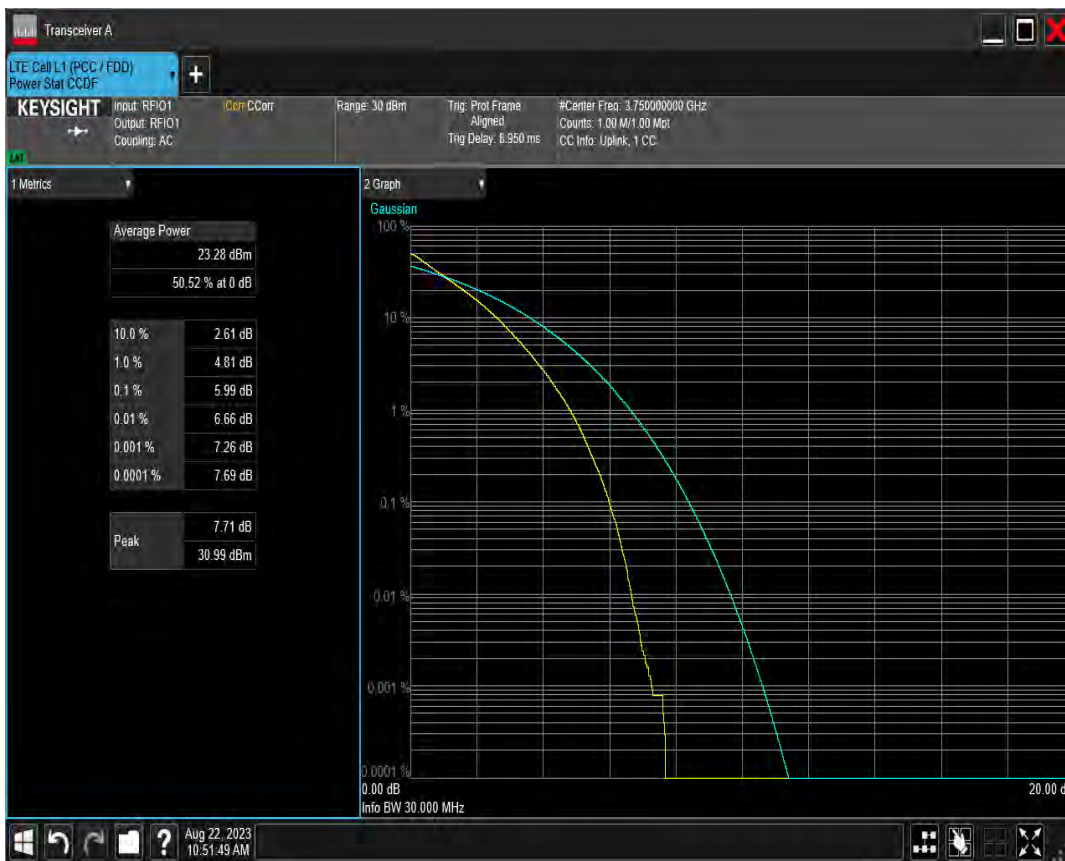 Transceiver A
LTE Cell L1 (PCC / FDD)
Power Stat CCDF
+
KEYSIGHT
LXI
Input: RFIO1
Output: RFIO1
Coupling: AC
Corr CCorr
Range: 30 dBm
Trig: Prot Frame
Aligned
Trig Delay: 6.950 ms
#Center Freq: 3.750000000 GHz
Counts: 1.00 M/1.00 Mpt
CC Info: Uplink, 1 CC
1 Metrics
Average Power
23.28 dBm
50.52 % at 0 dB
10.0 % 2.61 dB
1.0 % 4.81 dB
0.1 % 5.99 dB
0.01 % 6.66 dB
0.001 % 7.26 dB
0.0001 % 7.69 dB
Peak
7.71 dB
30.99 dBm
2 Graph
Gaussian
100 %
10 %
1 %
0.1 %
0.01 %
0.001 %
0.0001 %
0.00 dB
20.00 d
Info BW 30.000 MHz
?
Aug 22, 2023
10:51:49 AM